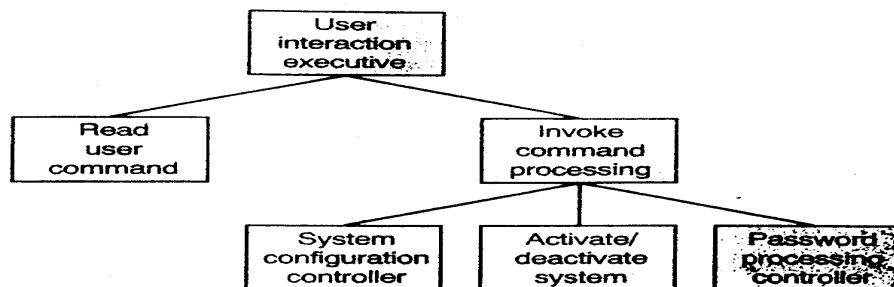 User
interaction
executive
Read
user
command
Invoke
command
processing
System
configuration
controller
Activate/
deactivate
system
Password
processing
controller